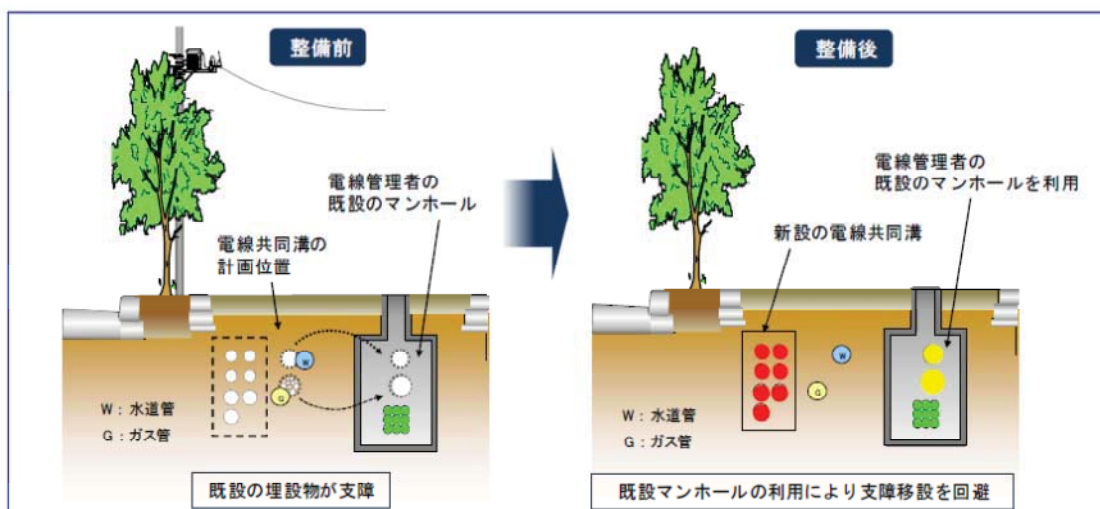 整備前
電線管理者の
既設のマンホール
電線共同溝の
計画位置
W
G
W：水道管
G：ガス管
既設の埋設物が支障
整備後
電線管理者の
既設のマンホールを利用
新設の電線共同溝
W
G
W：水道管
G：ガス管
既設マンホールの利用により支障移設を回避